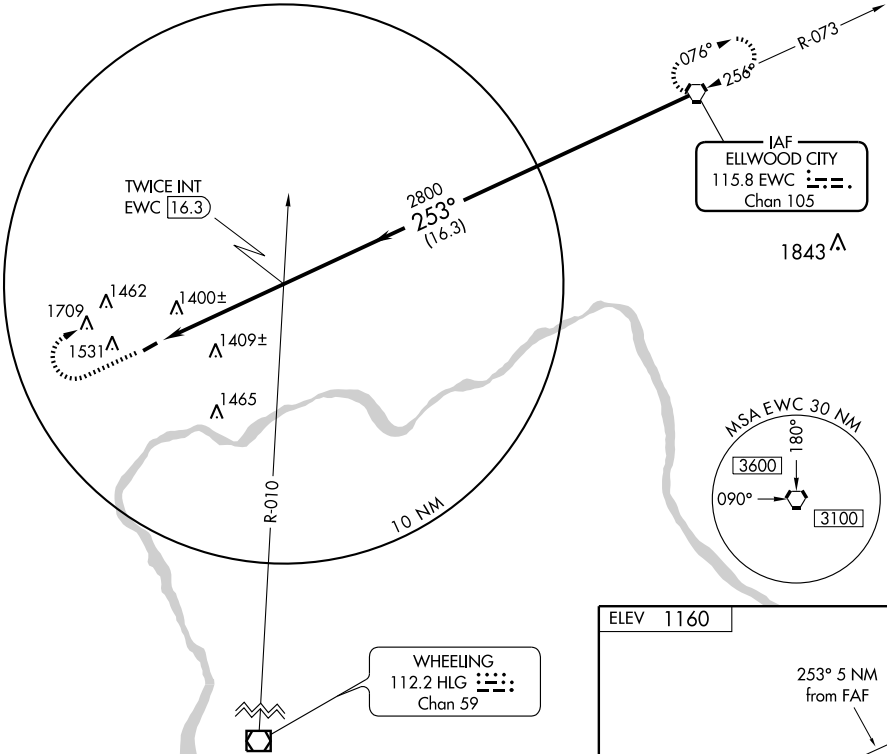 R-073
076°
256°
IAF
ELLWOOD CITY
115.8 EWC
Chan 105
TWICE INT
EWC 16.3
2800
253°
(16.3)
1843
1462
1709
1400±
1531
1409±
1465
MSA EWC 30 NM
180°
3600
090°
3100
R-010
10 NM
ELEV 1160
WHEELING
112.2 HLG
Chan 59
253° 5 NM
from FAF